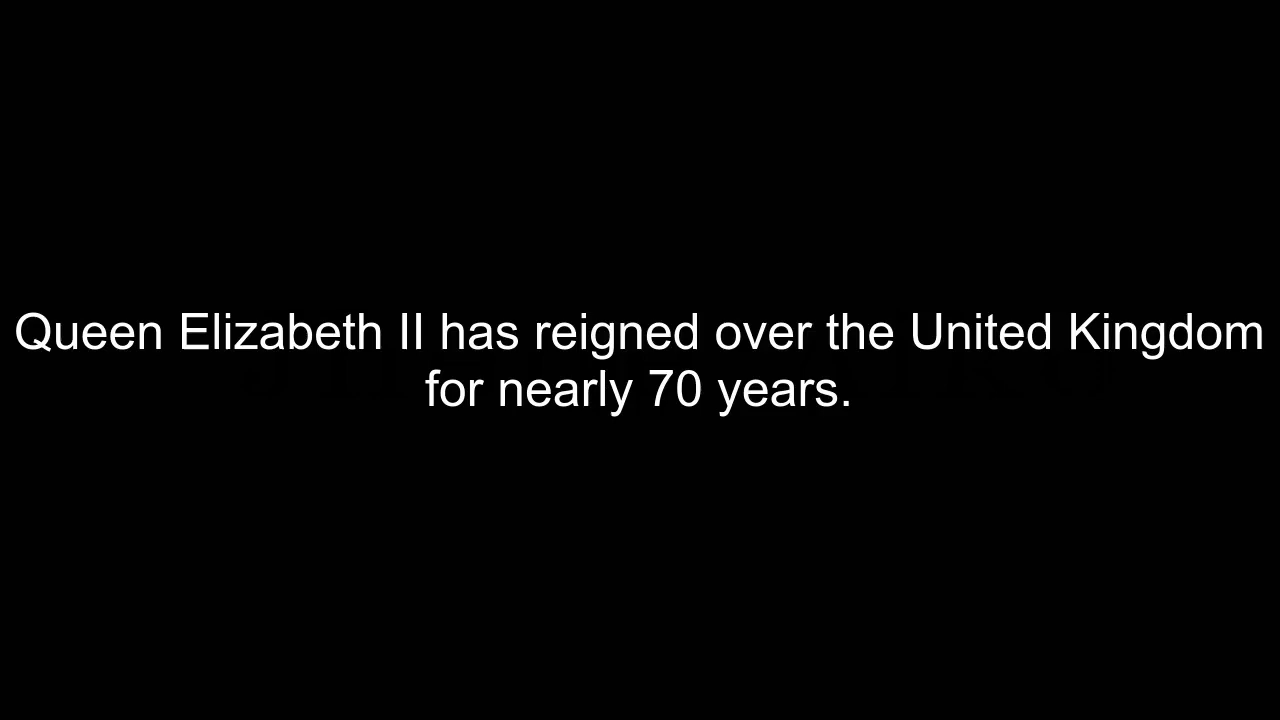 Queen Elizabeth II has reigned over the United Kingdom
for nearly 70 years.